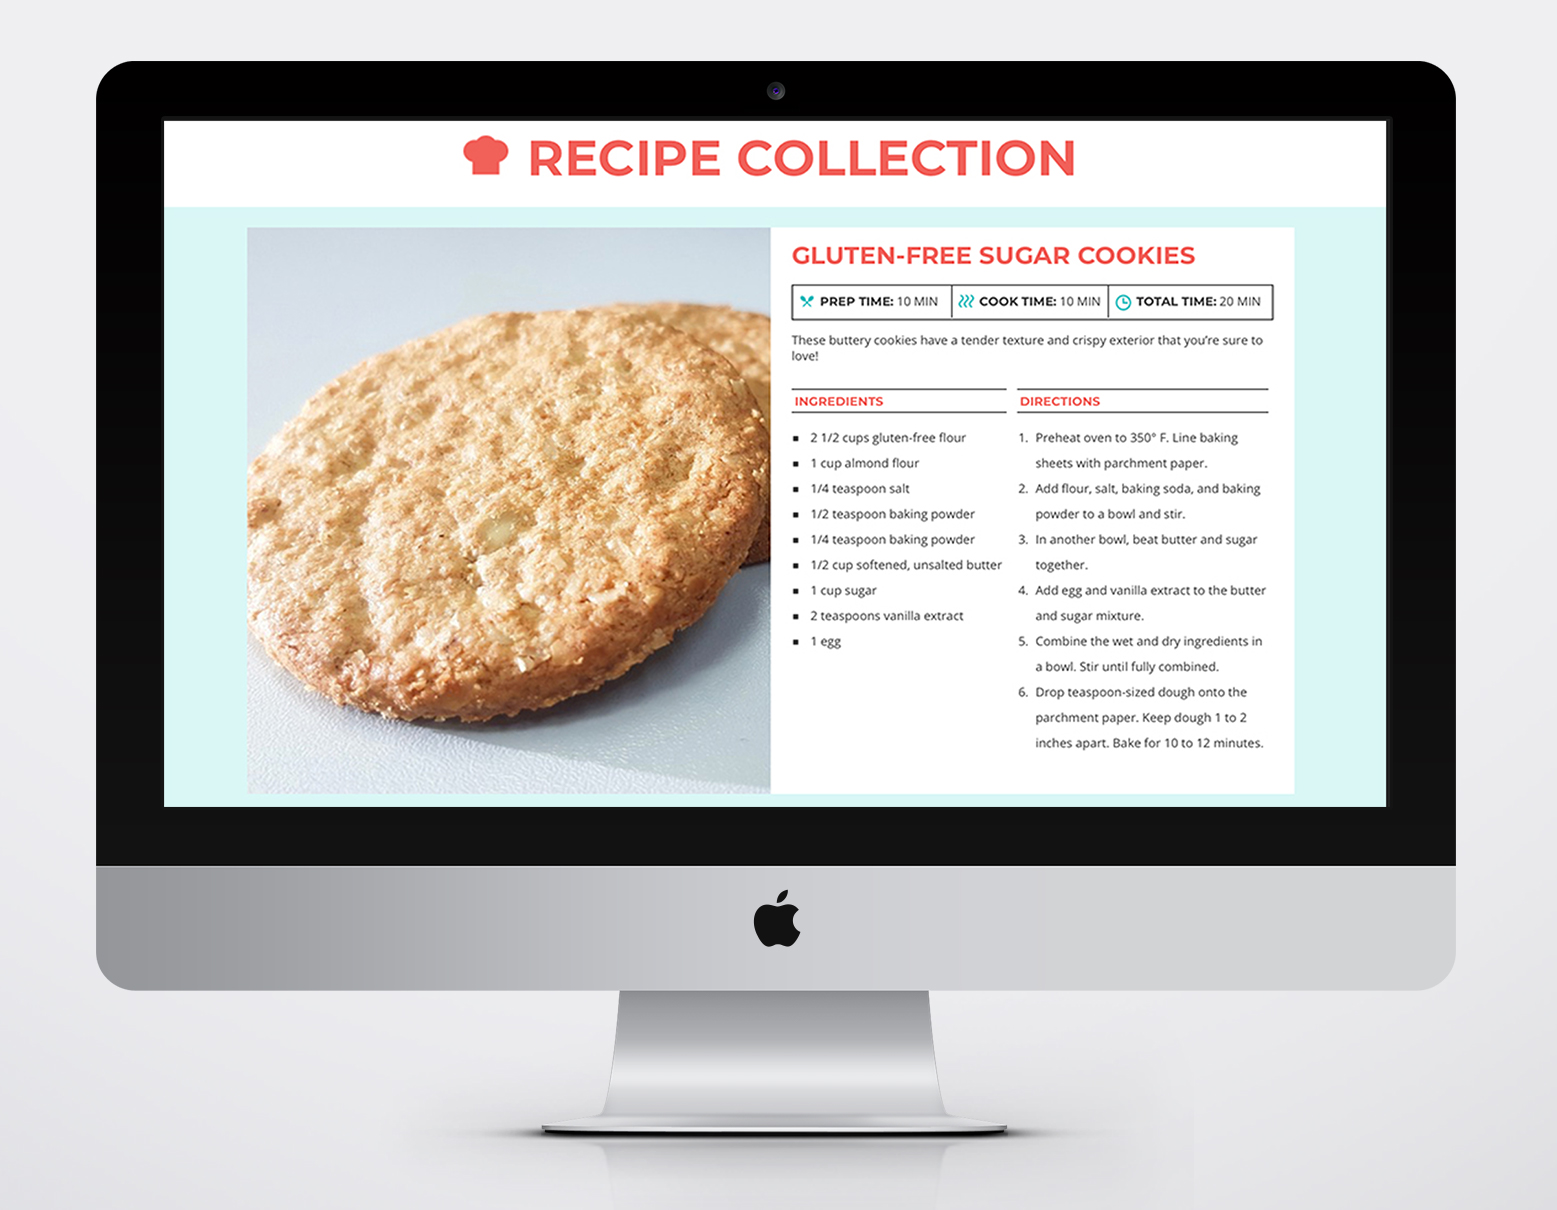 RECIPE COLLECTION
GLUTEN-FREE SUGAR COOKIES
PREP TIME: 10 MIN COOK TIME: 10 MIN TOTAL TIME: 20 MIN
These buttery cookies have a tender texture and crispy exterior that you're sure to
love!
INGREDIENTS
▪ 2 1/2 cups gluten-free flour
▪ 1 cup almond flour
▪ 1/4 teaspoon salt
▪ 1/2 teaspoon baking powder
▪ 1/4 teaspoon baking powder
▪ 1/2 cup softened, unsalted butter
▪ 1 cup sugar
▪ 2 teaspoons vanilla extract
▪ 1 egg
DIRECTIONS
1. Preheat oven to 350° F. Line baking
sheets with parchment paper.
2. Add flour, salt, baking soda, and baking
powder to a bowl and stir.
3. In another bowl, beat butter and sugar
together.
4. Add egg and vanilla extract to the butter
and sugar mixture.
5. Combine the wet and dry ingredients in
a bowl. Stir until fully combined.
6. Drop teaspoon-sized dough onto the
parchment paper. Keep dough 1 to 2
inches apart. Bake for 10 to 12 minutes.